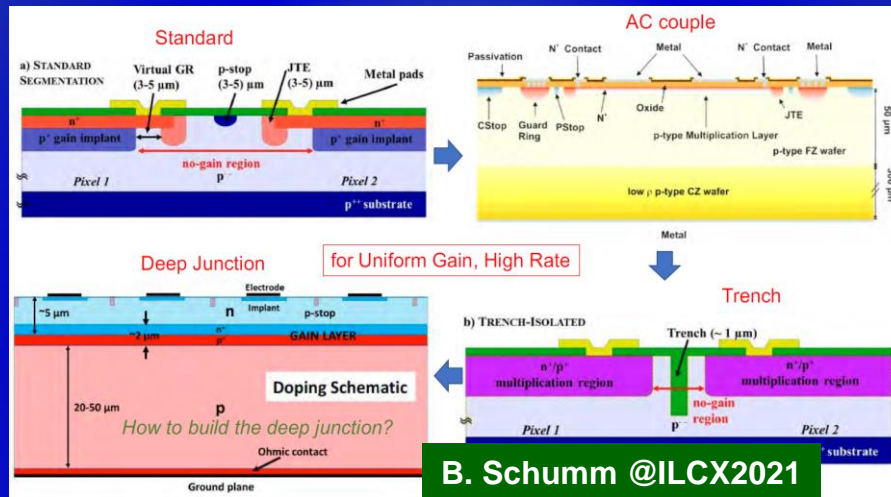 Standard
a) STANDARD
SEGMENTATION
Virtual GR
(3-5 µm)
p-stop
(3-5) µm
JTE
(3-5) µm
Metal pads
n⁺
n⁺
p⁺ gain implant
p⁺ gain implant
no-gain region
Pixel 1
p⁻⁻
Pixel 2
p⁺⁺ substrate
AC couple
N⁺ Contact
Metal
N⁺ Contact
Metal
Passivation
CStop
Guard
Ring
PStop
N⁺
Oxide
JTE
p-type Multiplication Layer
p-type FZ wafer
50 µm
low ρ p-type CZ wafer
300 µm
Metal
Deep Junction
for Uniform Gain, High Rate
Trench
Electrode
~5 µm
n
Implant
p-stop
~2 µm
n⁺
p⁺
GAIN LAYER
20-50 µm
Doping Schematic
p
How to build the deep junction?
Ohmic contact
Ground plane
b) TRENCH-ISOLATED
Trench (~ 1 µm)
n⁺/p⁺
multiplication region
n⁺/p⁺
multiplication region
no-gain
region
Pixel 1
p⁻⁻
Pixel 2
substrate
B. Schumm @ILCX2021